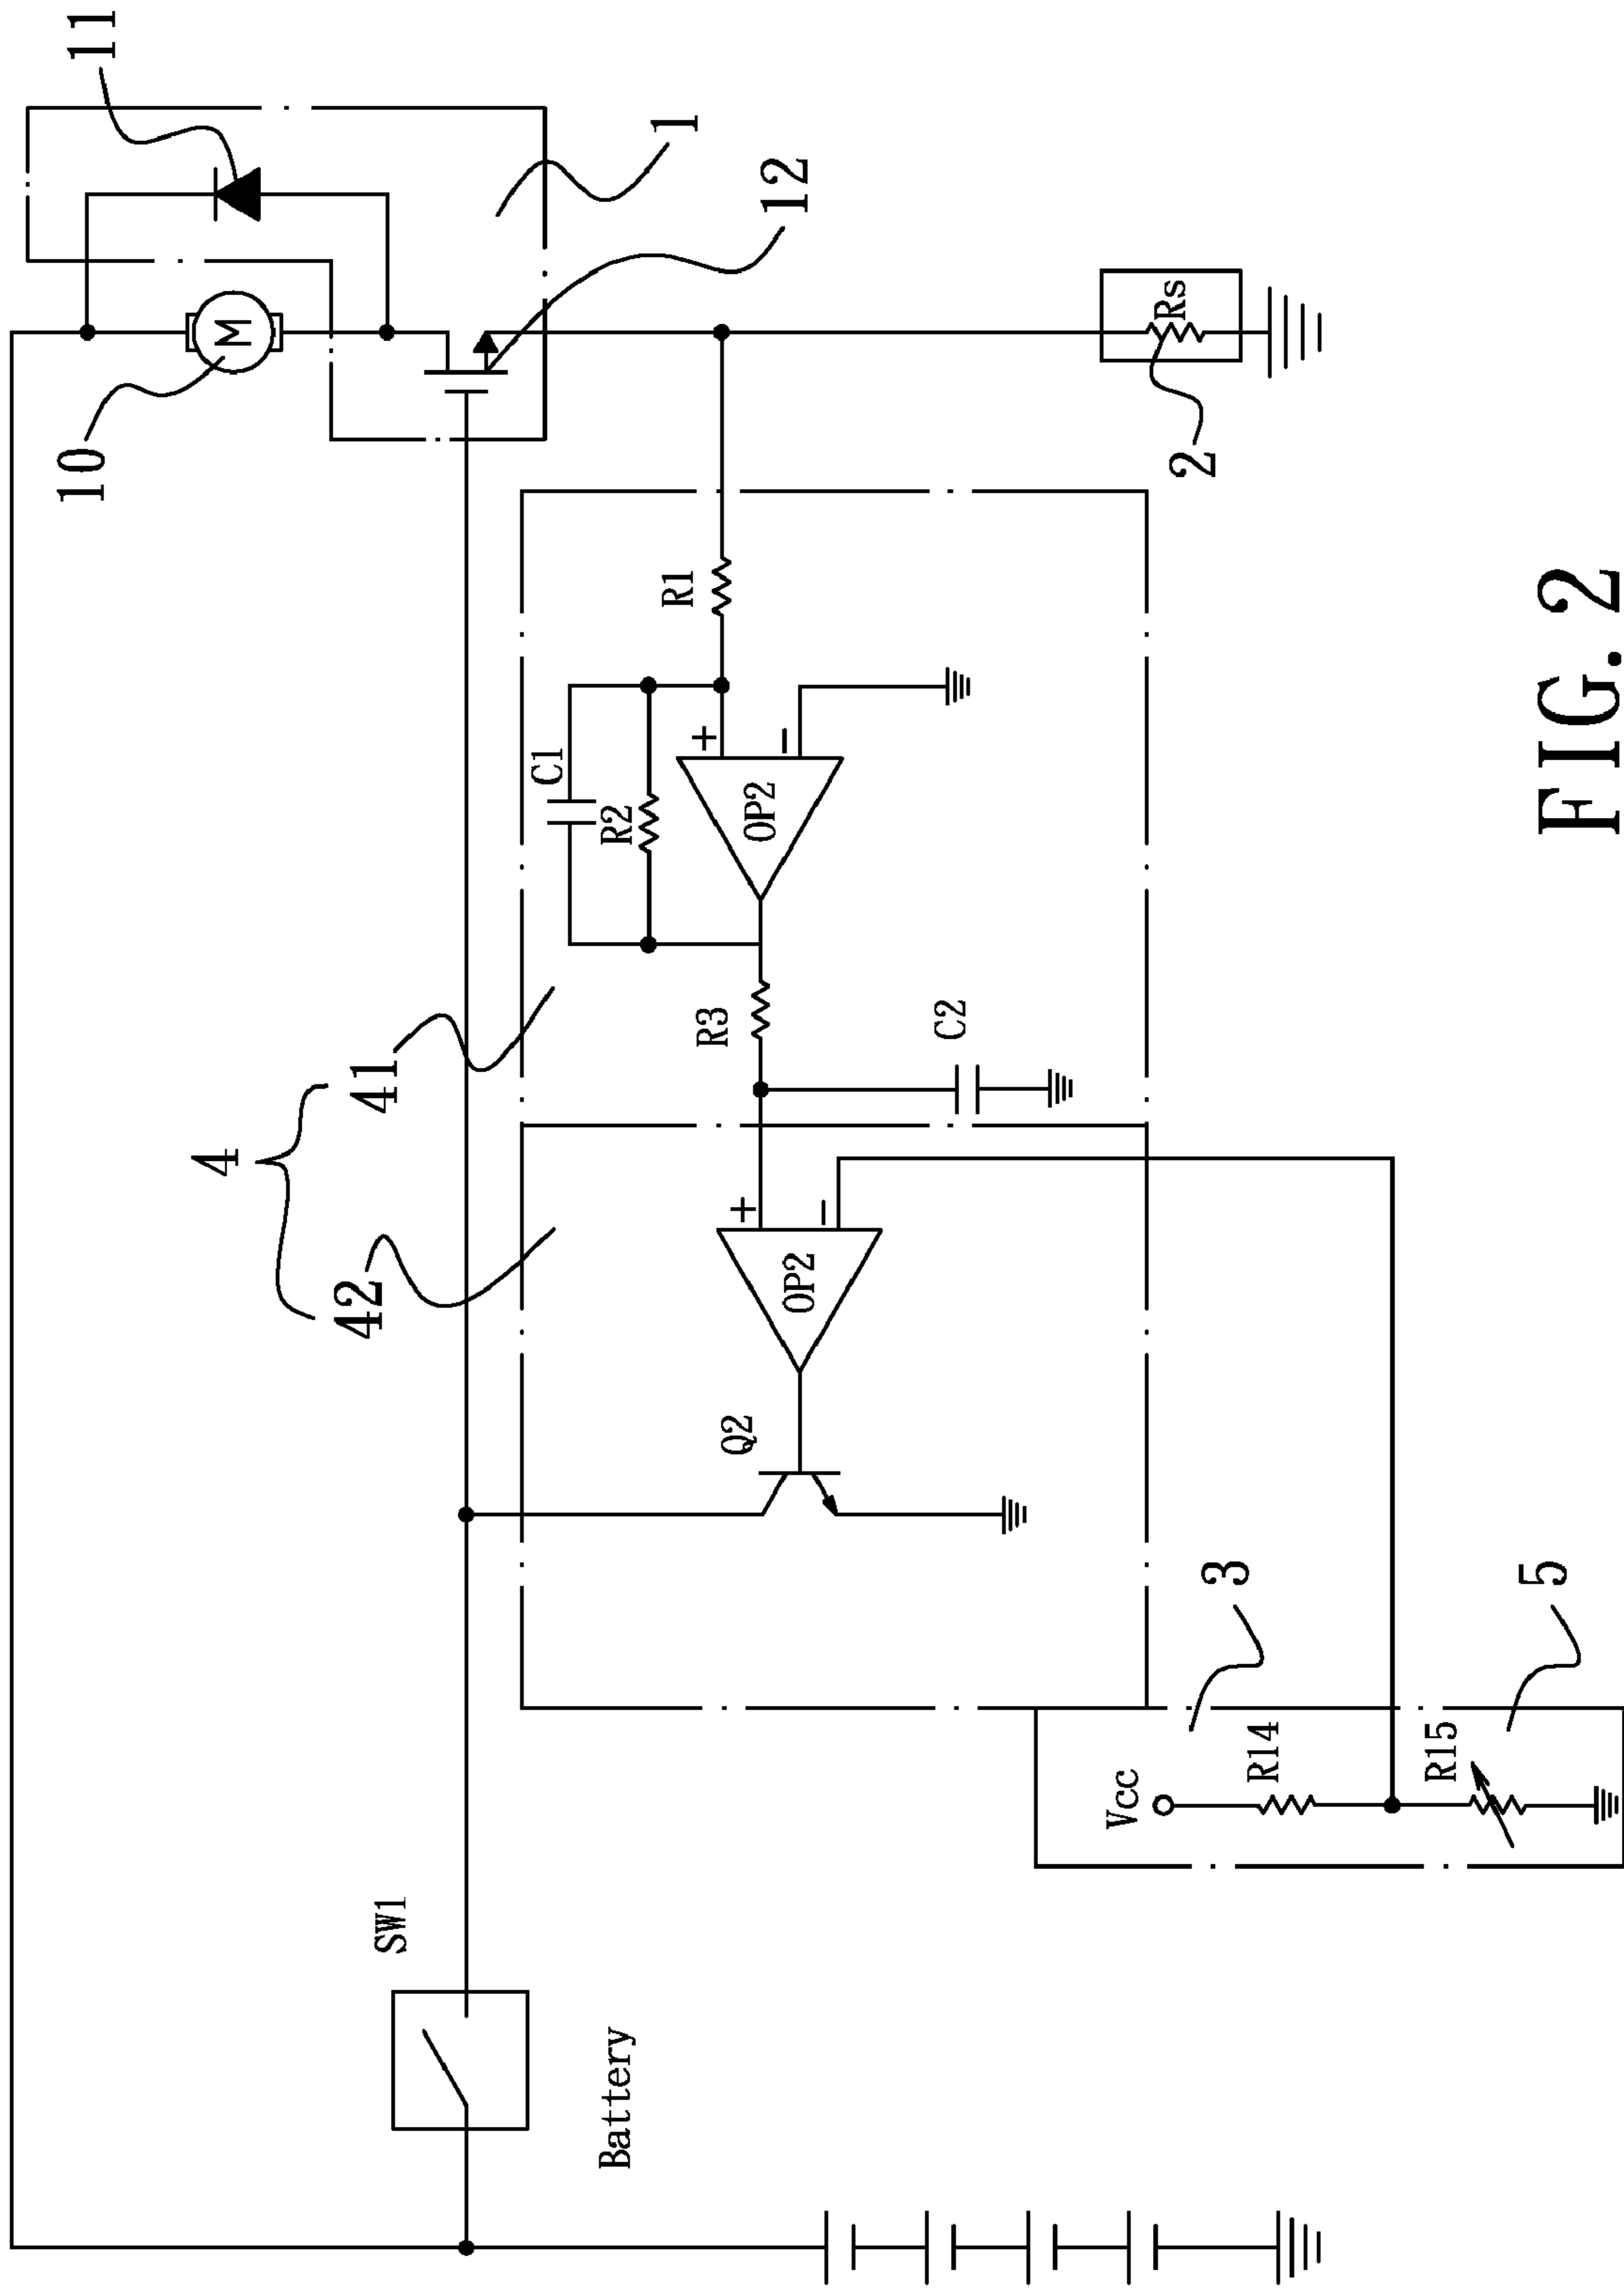 11
1
12
10
M
Rs
2
R1
C1
R2
OP2
+
−
R3
C2
41
4
42
+
−
OP2
Q2
3
5
Vcc
R14
R15
SW1
Battery
FIG. 2